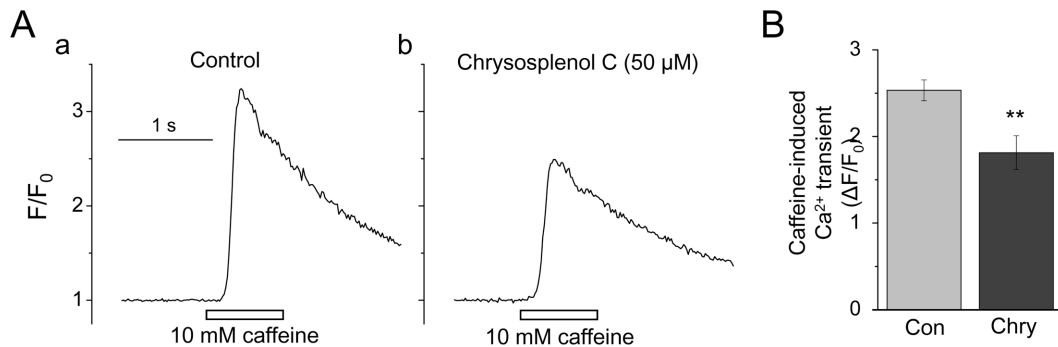 A
a
Control
b
Chrysosplenol C (50 µM)
1 s
F/F0
3
2
1
10 mM caffeine
10 mM caffeine
B
Caffeine-induced
Ca2+ transient
(ΔF/F0)
3
2
1
0
**
Con
Chry